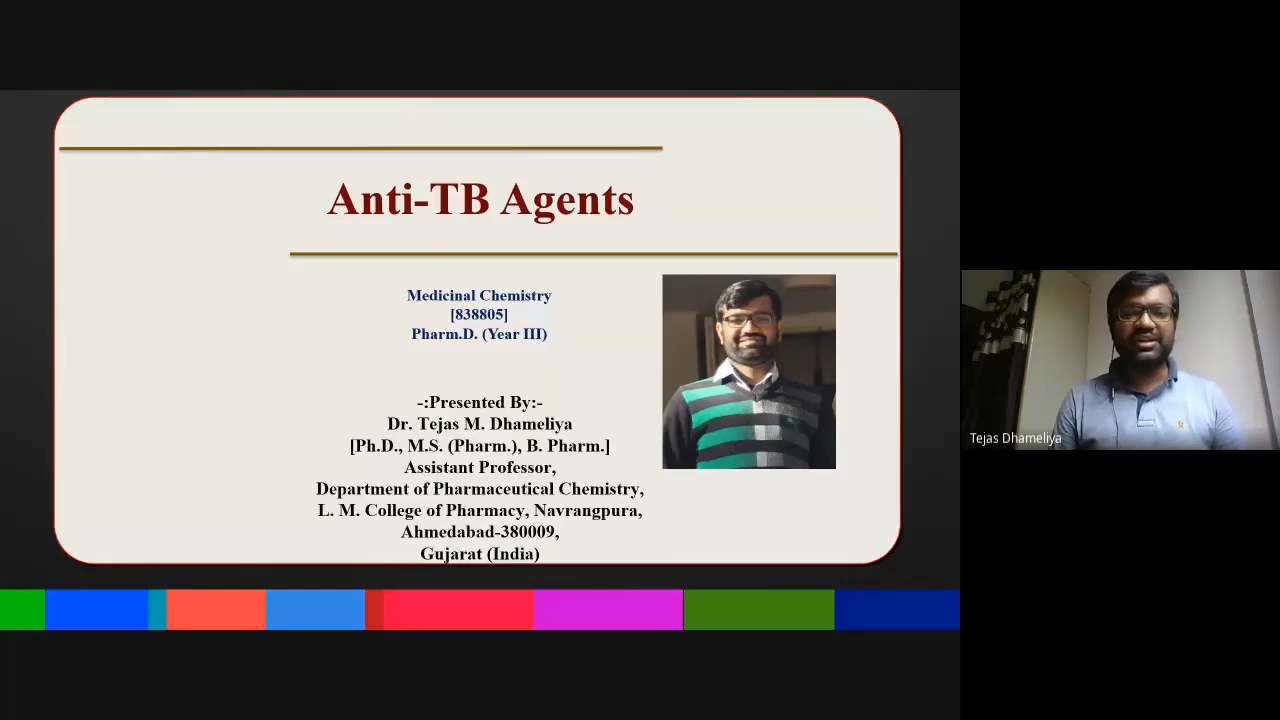 Anti-TB Agents
Medicinal Chemistry
[838805]
Pharm.D. (Year III)
-:Presented By:-
Dr. Tejas M. Dhameliya
[Ph.D., M.S. (Pharm.), B. Pharm.]
Assistant Professor,
Department of Pharmaceutical Chemistry,
L. M. College of Pharmacy, Navrangpura,
Ahmedabad-380009,
Gujarat (India)
Tejas Dhameliya